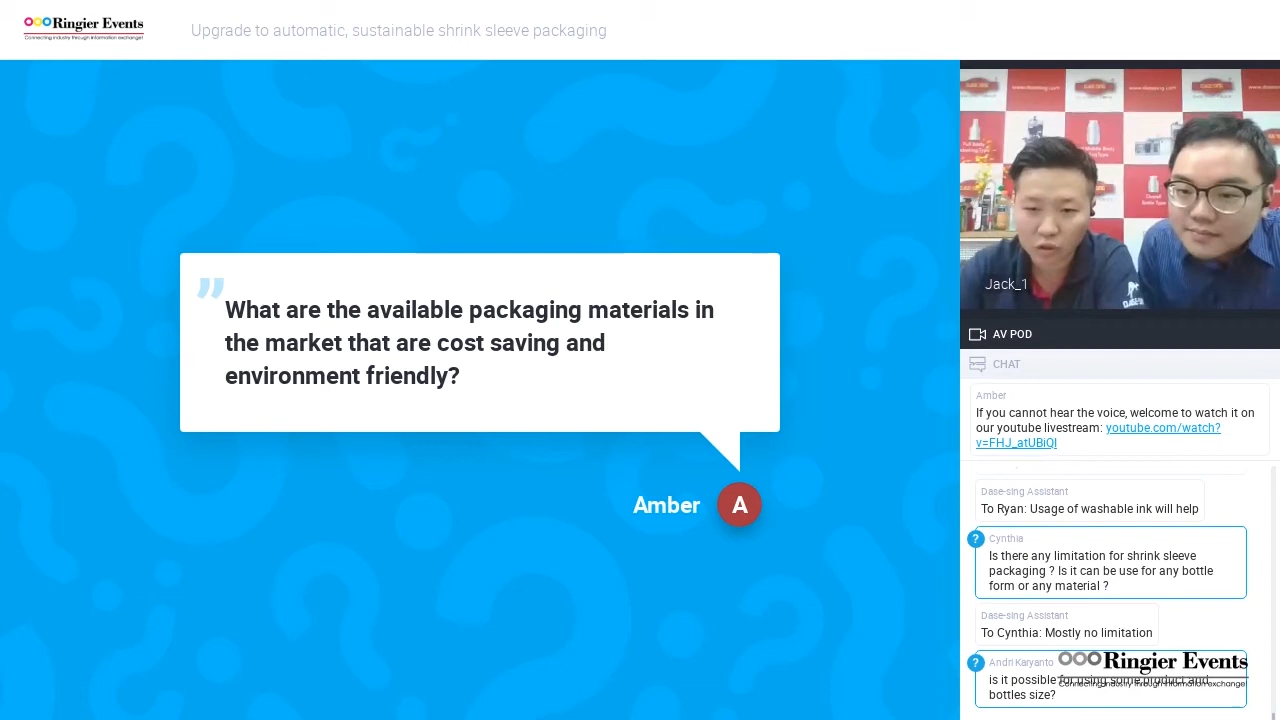 Ringier Events
Connecting industry through information exchange!
Upgrade to automatic, sustainable shrink sleeve packaging
What are the available packaging materials in
the market that are cost saving and
environment friendly?
Amber
A
Jack_1
AV POD
CHAT
Amber
If you cannot hear the voice, welcome to watch it on
our youtube livestream: youtube.com/watch?
v=FHJ_atUBiQI
Dase-sing Assistant
To Ryan: Usage of washable ink will help
?
Cynthia
Is there any limitation for shrink sleeve
packaging ? Is it can be use for any bottle
form or any material ?
Dase-sing Assistant
To Cynthia: Mostly no limitation
?
Andri Karyanto
Ringier Events
is it possible for using some product and
Connecting industry through information exchange!
bottles size?